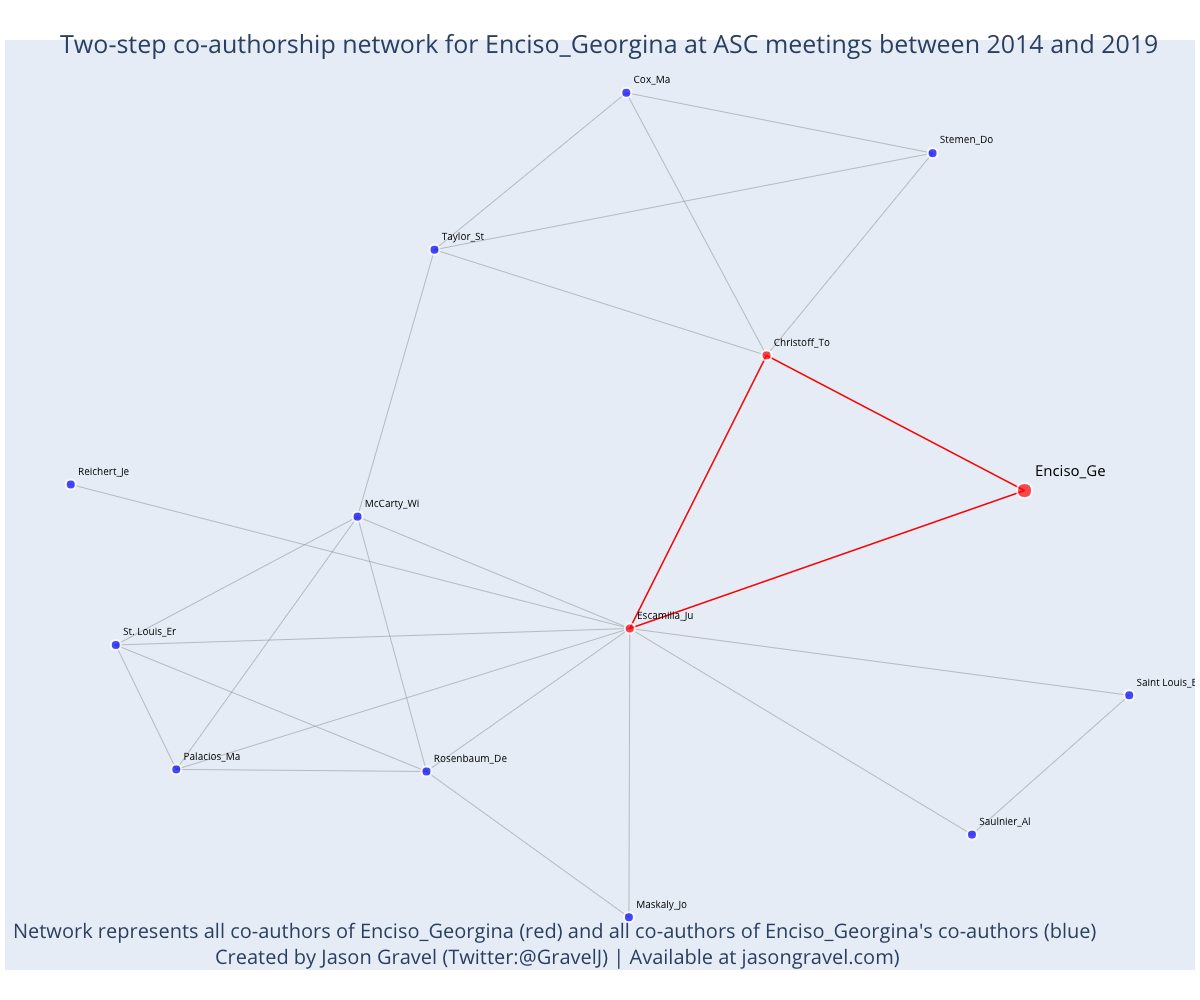 Two-step co-authorship network for Enciso_Georgina at ASC meetings between 2014 and 2019
Cox_Ma
Stemen_Do
Taylor_St
Christoff_To
Enciso_Ge
Reichert_Je
McCarty_Wi
Escamilla_Ju
St. Louis_Er
Saint Louis_E
Palacios_Ma
Rosenbaum_De
Saulnier_Al
Maskaly_Jo
Network represents all co-authors of Enciso_Georgina (red) and all co-authors of Enciso_Georgina's co-authors (blue)
Created by Jason Gravel (Twitter:@GravelJ) | Available at jasongravel.com)